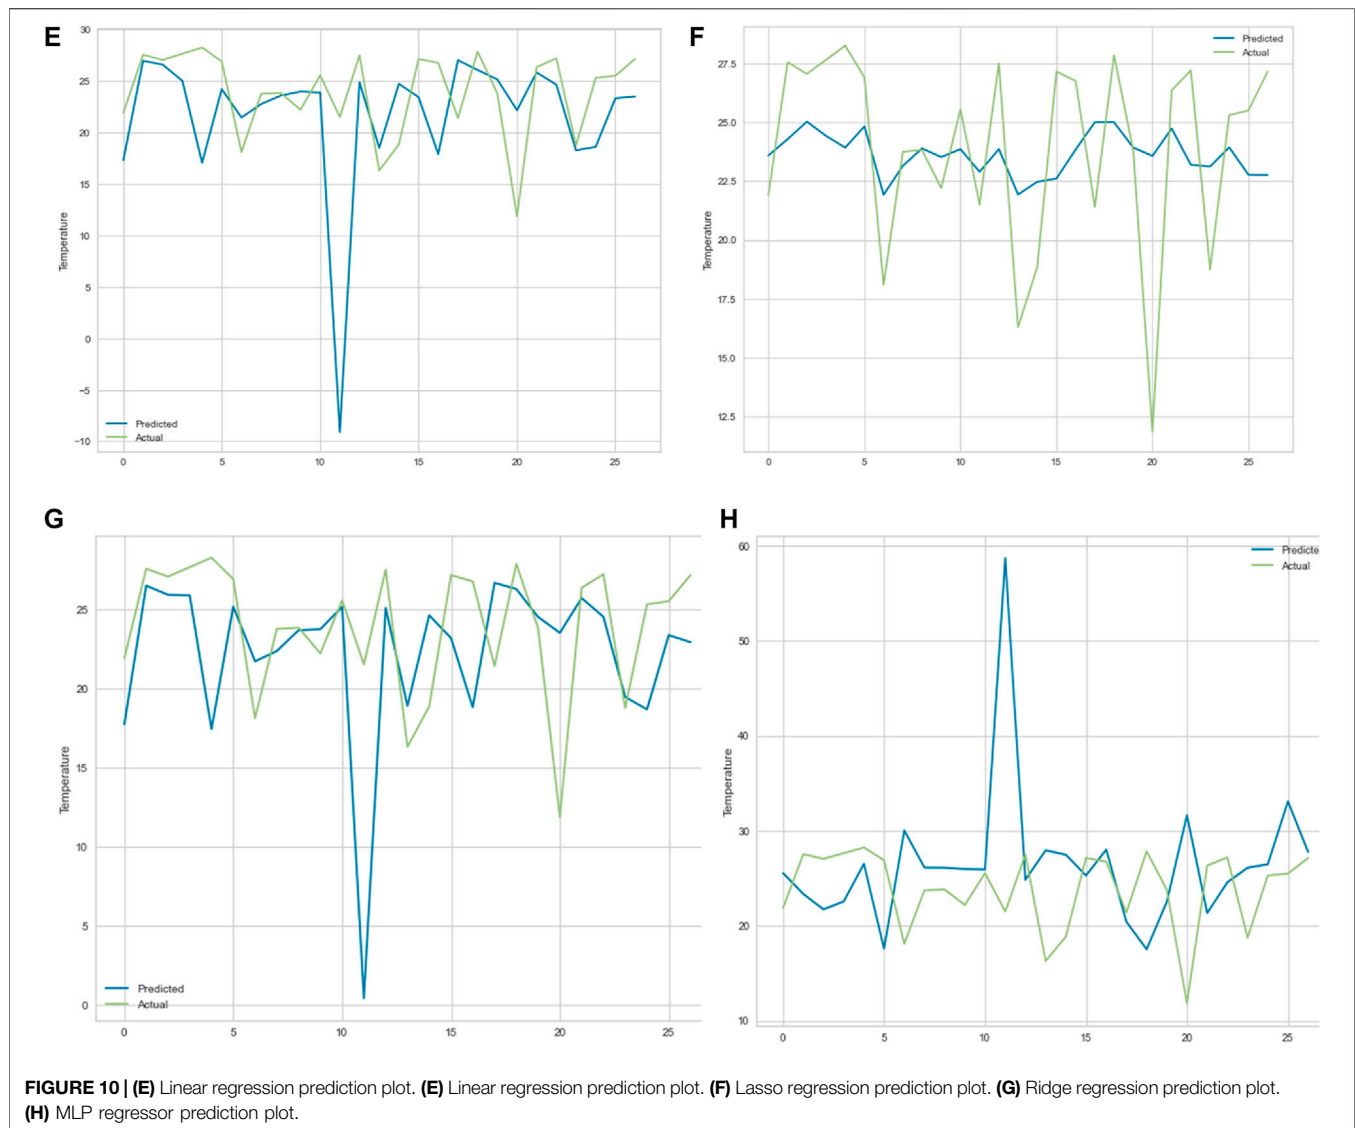 E
30
25
20
15
10
5
0
−5
−10
Temperature
Predicted
Actual
0 5 10 15 20 25
F
27.5
25.0
22.5
20.0
17.5
15.0
12.5
Temperature
Predicted
Actual
0 5 10 15 20 25
G
25
20
15
10
5
0
Temperature
Predicted
Actual
0 5 10 15 20 25
H
60
50
40
30
20
10
Temperature
Predicte
Actual
0 5 10 15 20 25
FIGURE 10 | (E) Linear regression prediction plot. (E) Linear regression prediction plot. (F) Lasso regression prediction plot. (G) Ridge regression prediction plot.
(H) MLP regressor prediction plot.